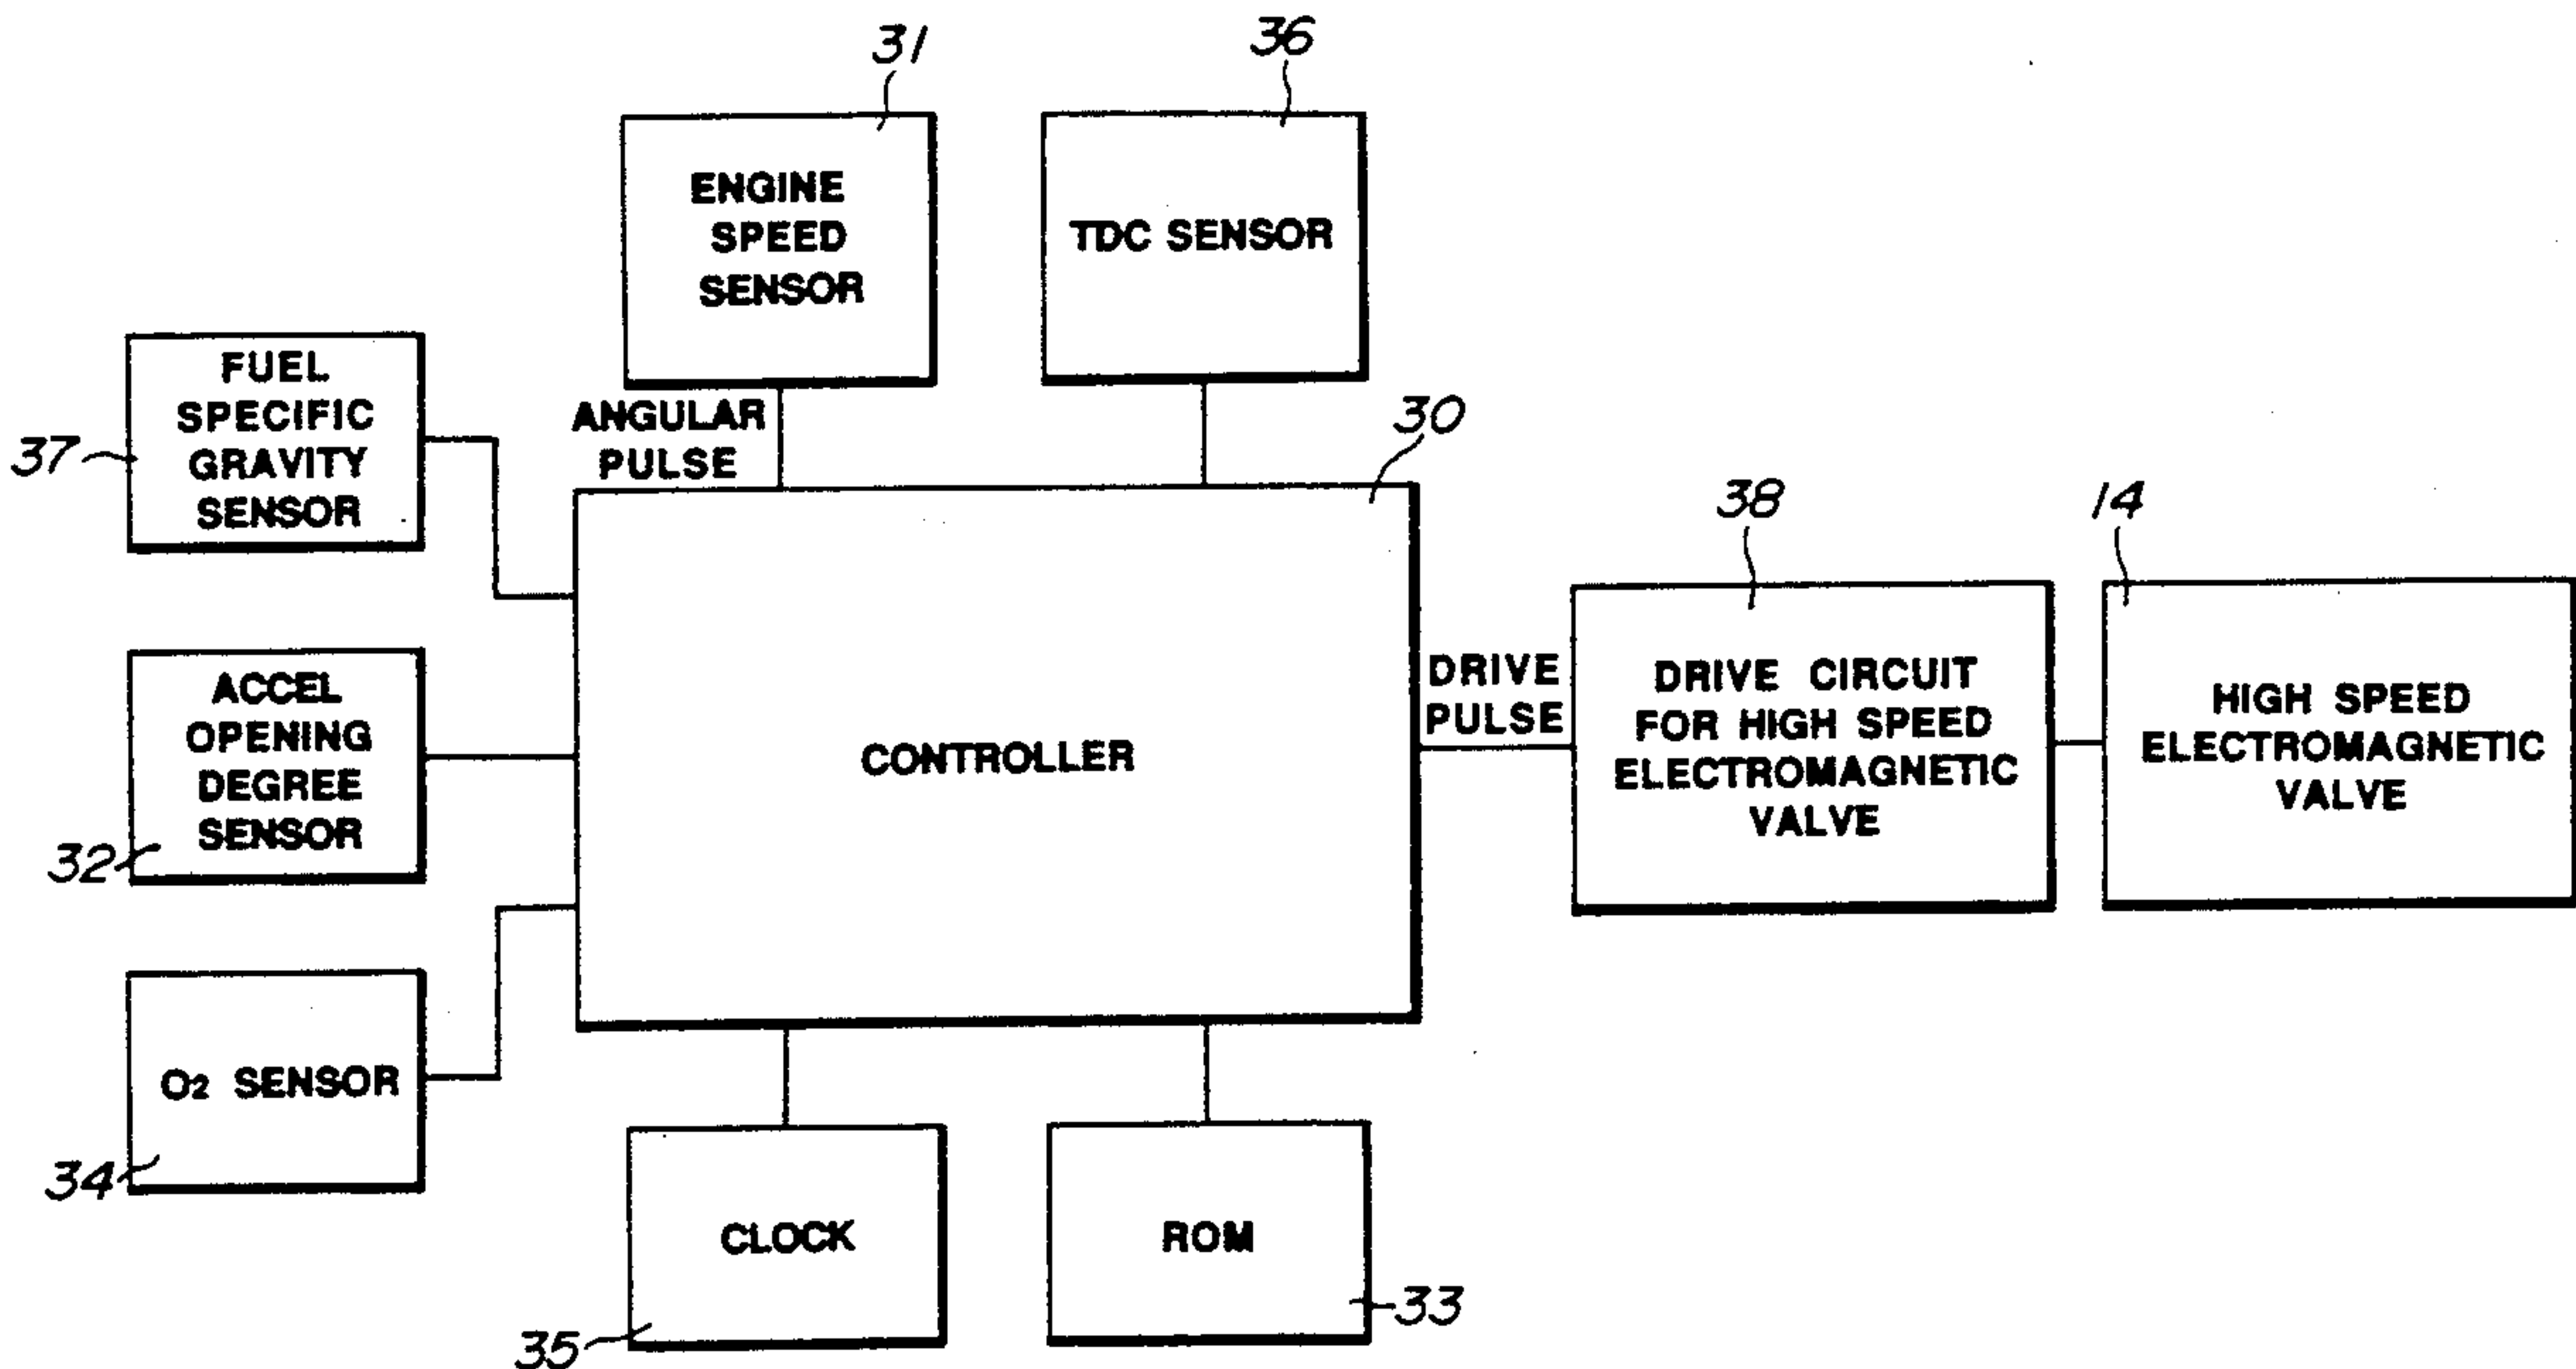 31
36
ENGINE
SPEED
SENSOR
TDC SENSOR
37
FUEL
SPECIFIC
GRAVITY
SENSOR
ANGULAR
PULSE
30
38
14
32
ACCEL
OPENING
DEGREE
SENSOR
CONTROLLER
DRIVE
PULSE
DRIVE CIRCUIT
FOR HIGH SPEED
ELECTROMAGNETIC
VALVE
HIGH SPEED
ELECTROMAGNETIC
VALVE
O2 SENSOR
34
CLOCK
35
ROM
33